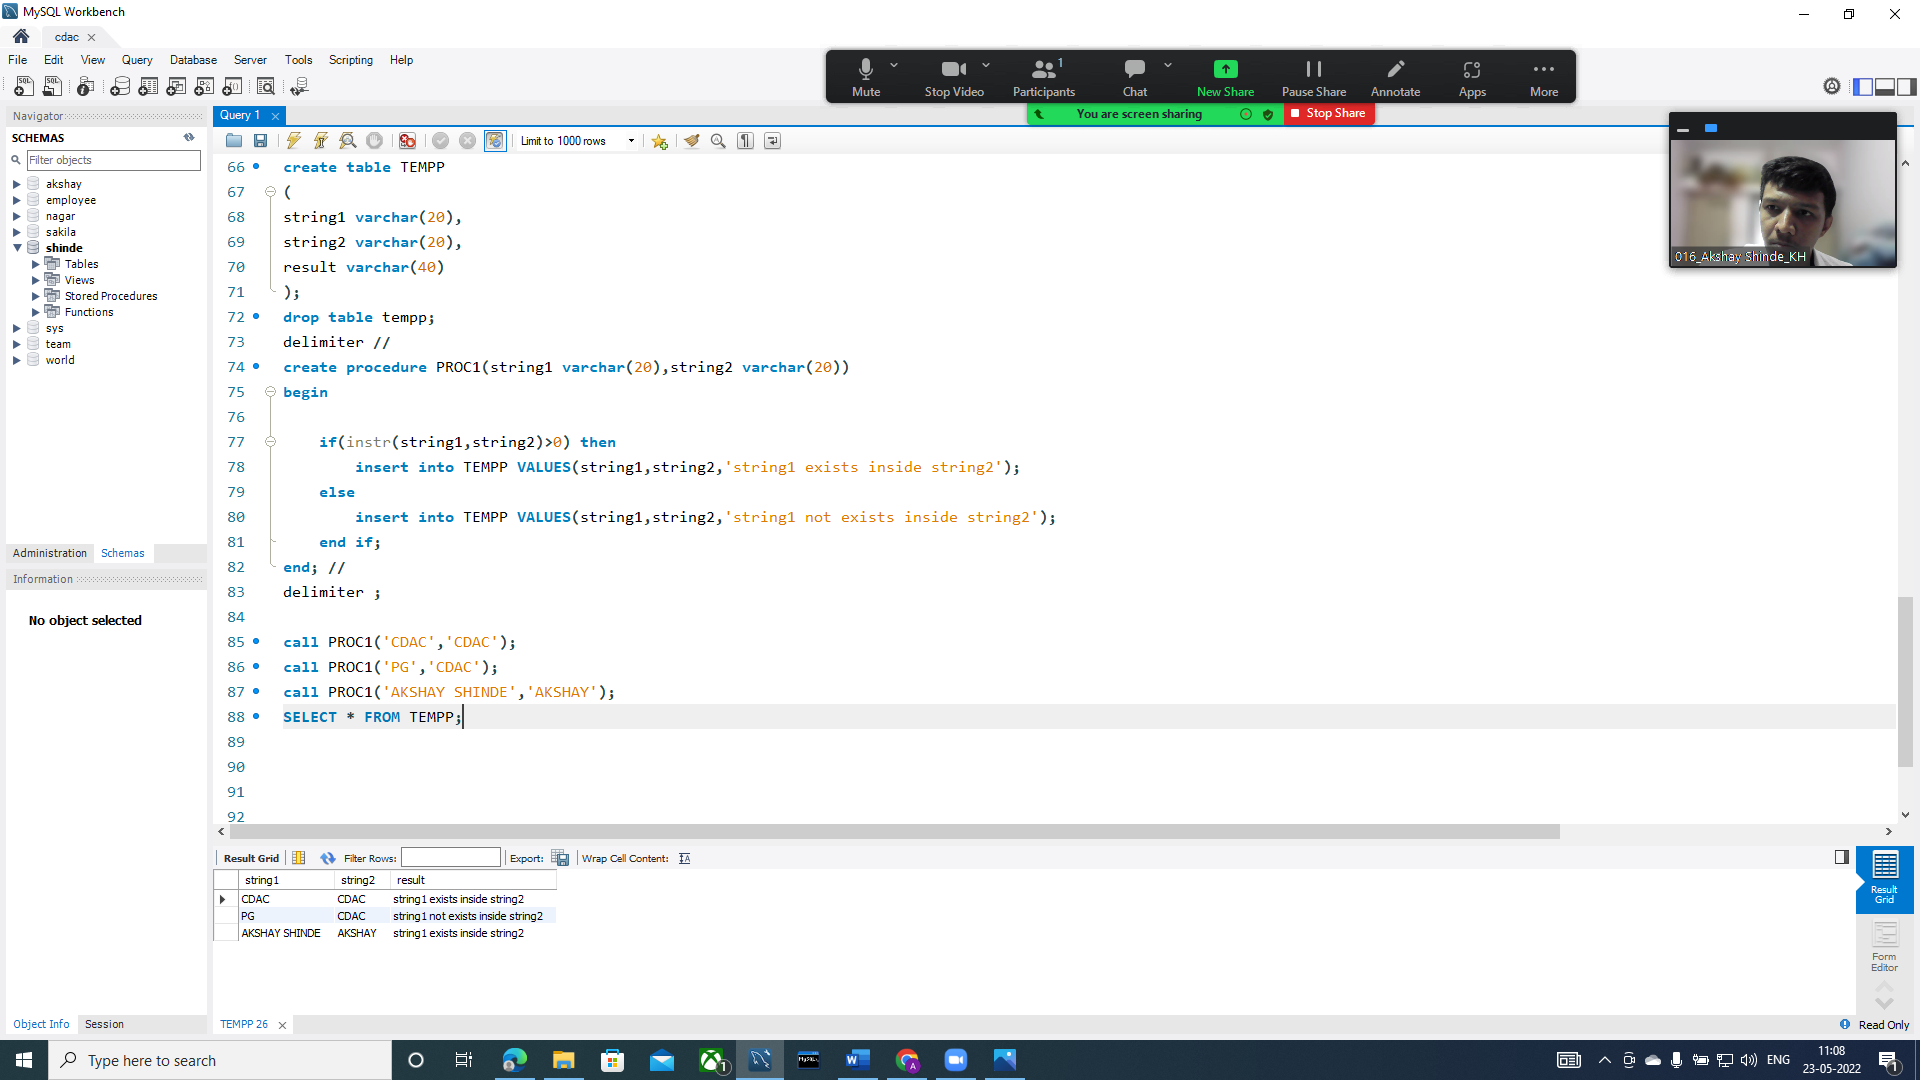 MySQL Workbench
cdac
File Edit View Query Database Server Tools Scripting Help
Mute Stop Video Participants 1 Chat New Share Pause Share Annotate Apps More
You are screen sharing Stop Share
Navigator
SCHEMAS
Filter objects
akshay
employee
nagar
sakila
shinde
Tables
Views
Stored Procedures
Functions
sys
team
world
Administration Schemas
Information
No object selected
Object Info Session
Query 1
Limit to 1000 rows
016_Akshay Shinde_KH
66 create table TEMPP
67 (
68 string1 varchar(20),
69 string2 varchar(20),
70 result varchar(40)
71 );
72 drop table tempp;
73 delimiter //
74 create procedure PROC1(string1 varchar(20),string2 varchar(20))
75 begin
76
77 if(instr(string1,string2)>0) then
78 insert into TEMPP VALUES(string1,string2,'string1 exists inside string2');
79 else
80 insert into TEMPP VALUES(string1,string2,'string1 not exists inside string2');
81 end if;
82 end; //
83 delimiter ;
84
85 call PROC1('CDAC','CDAC');
86 call PROC1('PG','CDAC');
87 call PROC1('AKSHAY SHINDE','AKSHAY');
88 SELECT * FROM TEMPP;
89
90
91
92
Result Grid Filter Rows: Export: Wrap Cell Content:
string1 string2 result
CDAC CDAC string1 exists inside string2
PG CDAC string1 not exists inside string2
AKSHAY SHINDE AKSHAY string1 exists inside string2
Result
Grid
Form
Editor
TEMPP 26
Read Only
Type here to search
ENG
11:08
23-05-2022